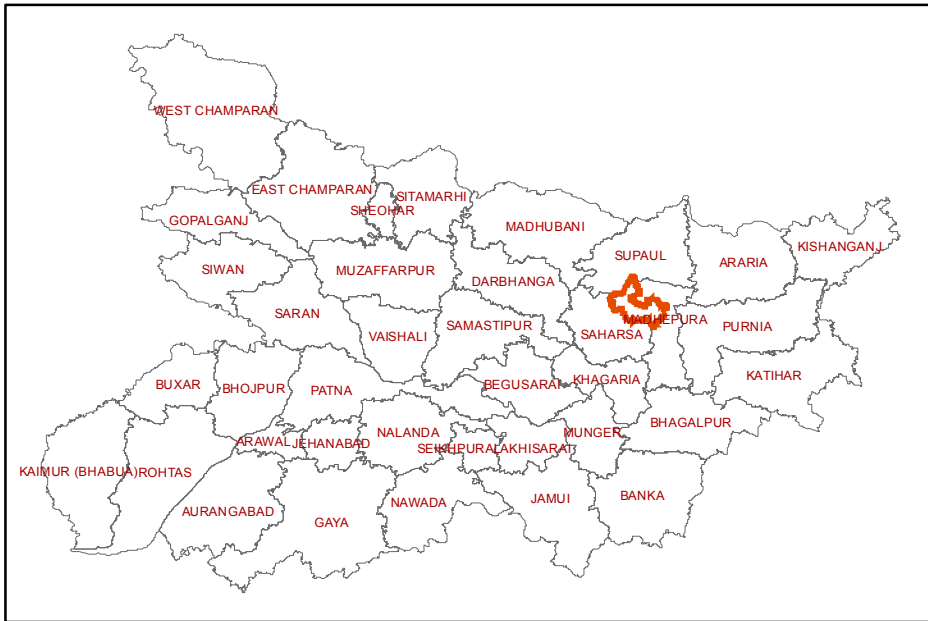 WEST CHAMPARAN
EAST CHAMPARAN
SITAMARHI
SHEOHAR
GOPALGANJ
MADHUBANI
KISHANGANJ
SUPAUL
ARARIA
SIWAN
MUZAFFARPUR
DARBHANGA
SARAN
MADHEPURA
SAMASTIPUR
PURNIA
VAISHALI
SAHARSA
KATIHAR
BUXAR
BHOJPUR
PATNA
BEGUSARAI
KHAGARIA
BHAGALPUR
NALANDA
MUNGER
ARAWAL
JEHANABAD
SEIKHPURA
LAKHISARAI
KAIMUR (BHABUA)
ROHTAS
BANKA
JAMUI
NAWADA
AURANGABAD
GAYA